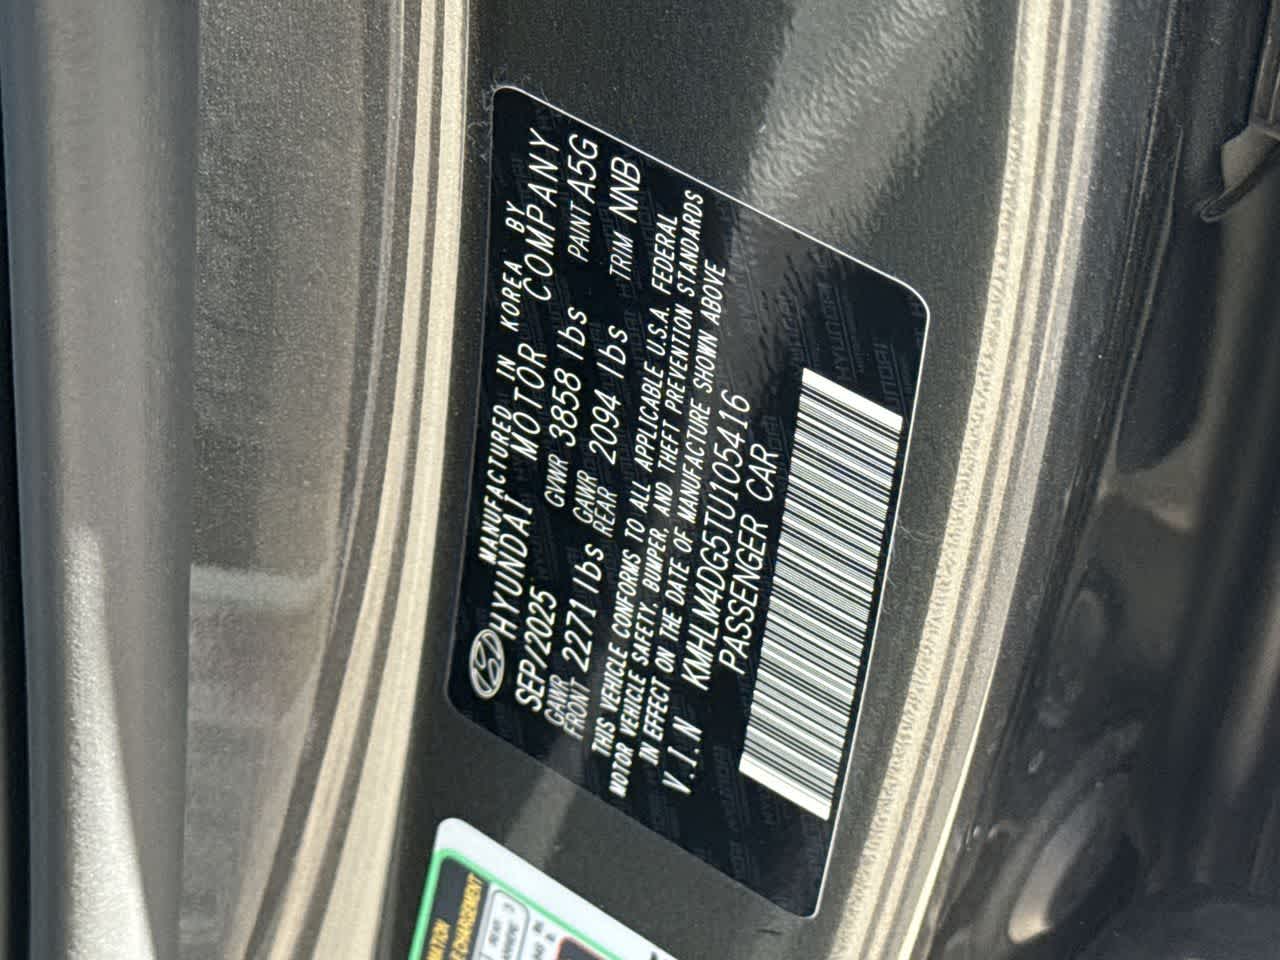 MANUFACTURED IN KOREA BY
HYUNDAI MOTOR COMPANY
SEP/2025 GVWR 3858 lbs PAINT A5G
GAWR FRONT 2271 lbs GAWR REAR 2094 lbs TRIM NNB
THIS VEHICLE CONFORMS TO ALL APPLICABLE U.S.A. FEDERAL
MOTOR VEHICLE SAFETY, BUMPER, AND THEFT PREVENTION STANDARDS
IN EFFECT ON THE DATE OF MANUFACTURE SHOWN ABOVE
V.I.N KMHLM4DG5TU105416
PASSENGER CAR
REAR